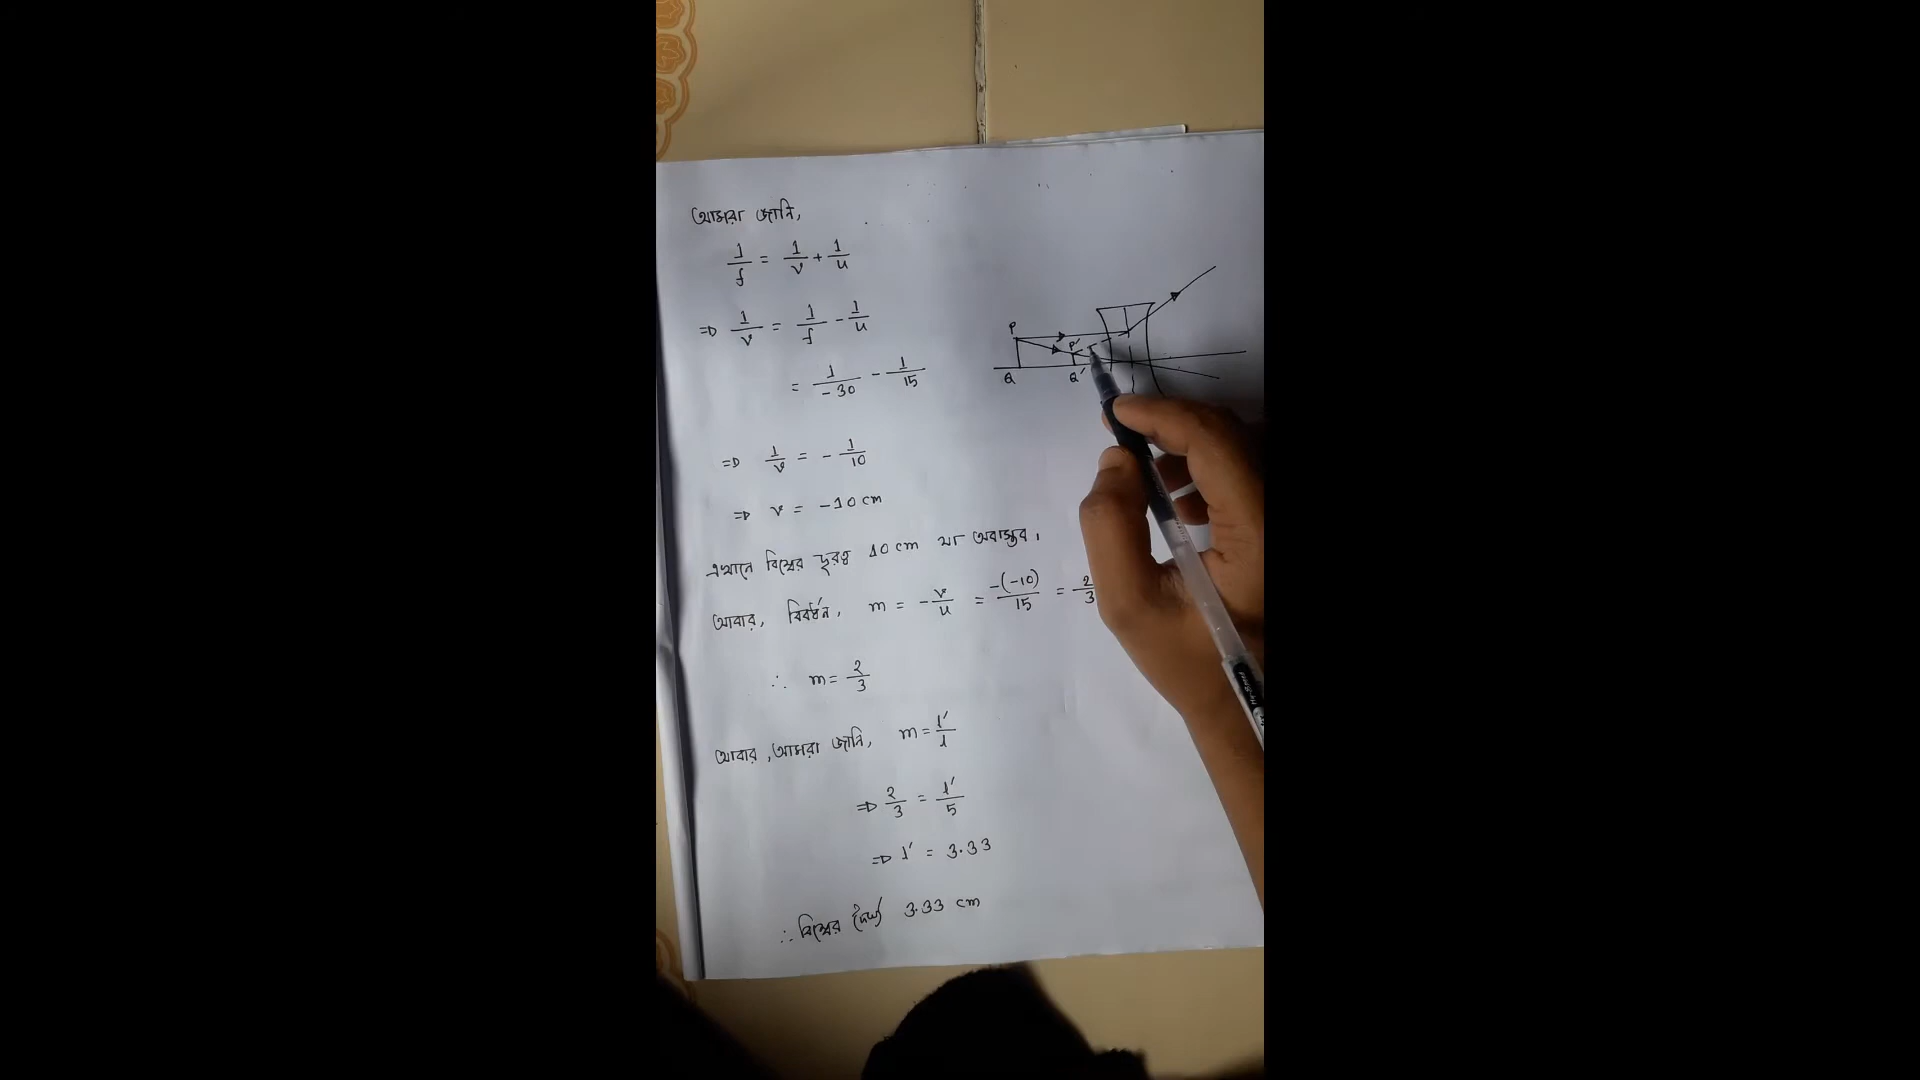 আমরা জানি,
1/f = 1/v + 1/u
⇒ 1/v = 1/f - 1/u
= 1/-30 - 1/15
⇒ 1/v = - 1/10
⇒ v = -10 cm
এখানে বিম্বের দূরত্ব 10 cm যা অবাস্তব।
আবার, বিবর্ধন, m = - v/u = -(-10)/15 = 2/3
∴ m = 2/3
আবার, আমরা জানি, m = l′/l
⇒ 2/3 = l′/5
⇒ l′ = 3.33
∴ বিম্বের দৈর্ঘ্য 3.33 cm
P
P′
Q
Q′